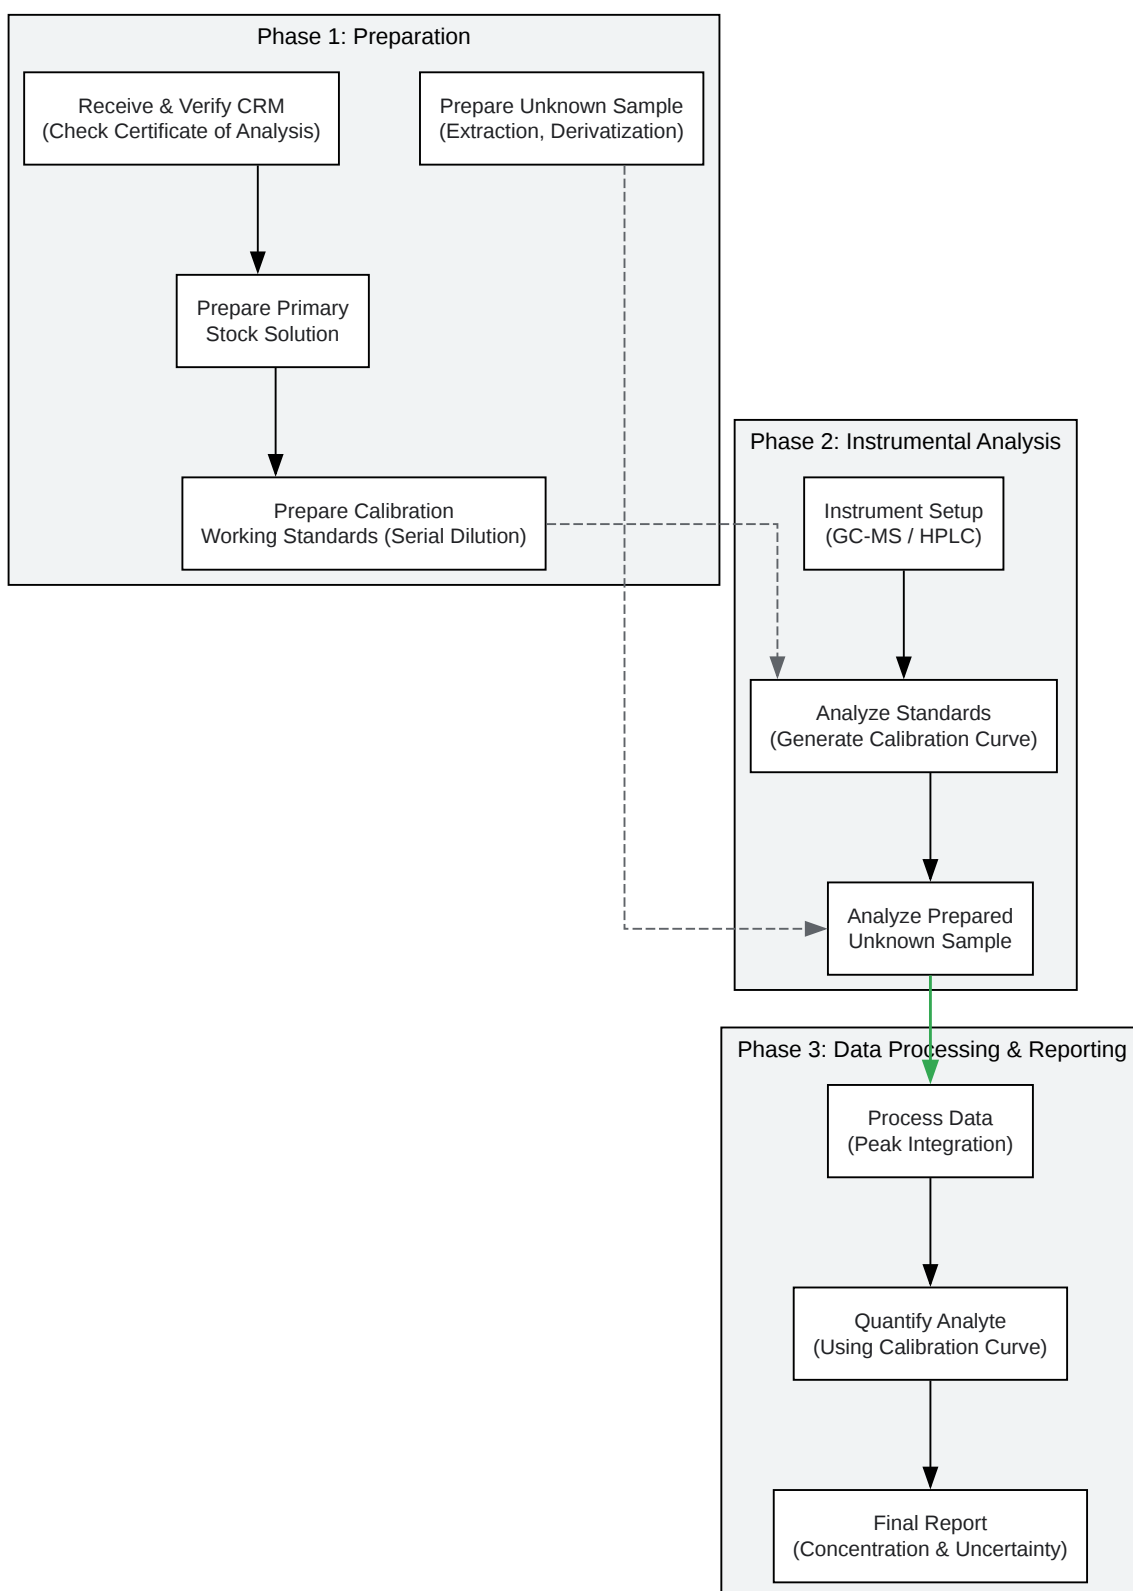 Phase 1: Preparation
Receive & Verify CRM
(Check Certificate of Analysis)
Prepare Unknown Sample
(Extraction, Derivatization)
Prepare Primary
Stock Solution
Prepare Calibration
Working Standards (Serial Dilution)
Phase 2: Instrumental Analysis
Instrument Setup
(GC-MS / HPLC)
Analyze Standards
(Generate Calibration Curve)
Analyze Prepared
Unknown Sample
Phase 3: Data Processing & Reporting
Process Data
(Peak Integration)
Quantify Analyte
(Using Calibration Curve)
Final Report
(Concentration & Uncertainty)